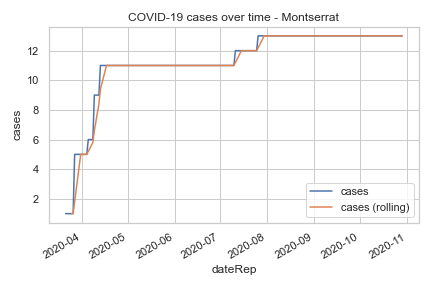 COVID-19 cases over time - Montserrat
cases
12
10
8
6
4
2
cases
cases (rolling)
2020-04
2020-05
2020-06
2020-07
2020-08
2020-09
2020-10
2020-11
dateRep